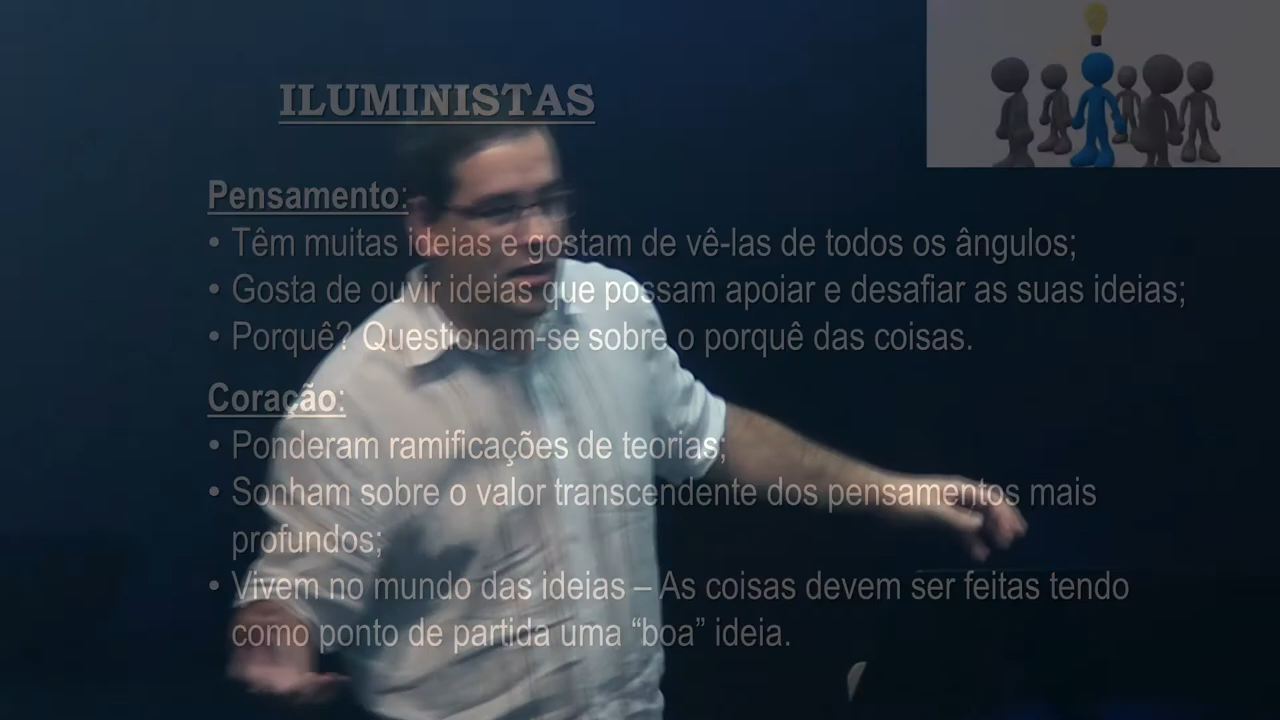 ILUMINISTAS
Pensamento:
• Têm muitas ideias e gostam de vê-las de todos os ângulos;
• Gosta de ouvir ideias que possam apoiar e desafiar as suas ideias;
• Porquê? Questionam-se sobre o porquê das coisas.
Coração:
• Ponderam ramificações de teorias;
• Sonham sobre o valor transcendente dos pensamentos mais
profundos;
• Vivem no mundo das ideias – As coisas devem ser feitas tendo
como ponto de partida uma “boa” ideia.